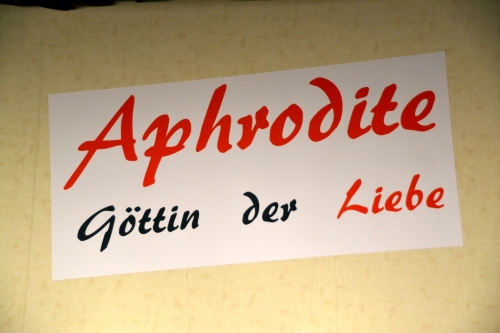 Aphrodite
Göttin der Liebe